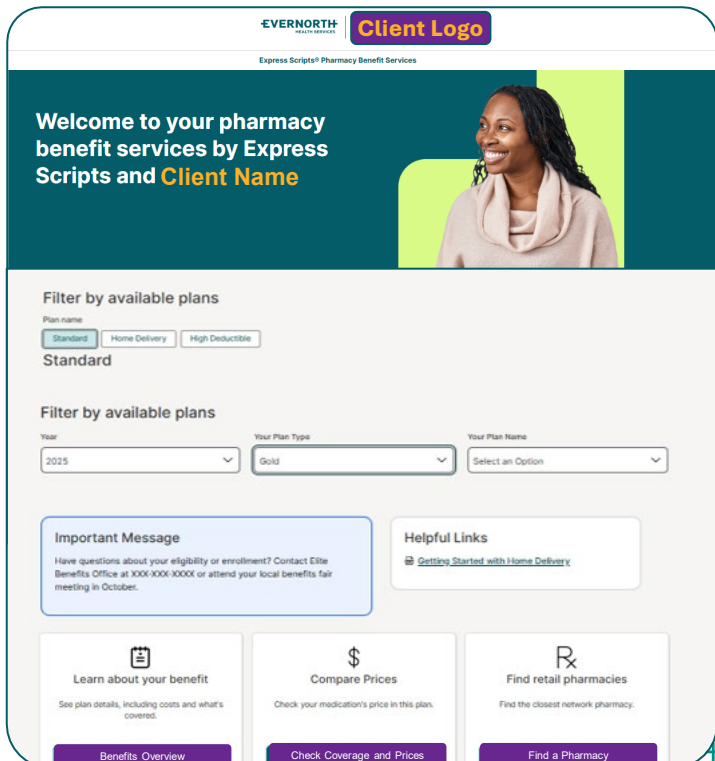 EVERNORTH
HEALTH SERVICES
Client Logo
Express Scripts® Pharmacy Benefit Services
Welcome to your pharmacy
benefit services by Express
Scripts and Client Name
Filter by available plans
Plan name
Standard Home Delivery High Deductible
Standard
Filter by available plans
Year Your Plan Type Your Plan Name
2025 Gold Select an Option
Important Message
Have questions about your eligibility or enrollment? Contact Elite
Benefits Office at XXX-XXX-XXXX or attend your local benefits fair
meeting in October.
Helpful Links
Getting Started with Home Delivery
$
Rx
Learn about your benefit
See plan details, including costs and what's
covered.
Benefits Overview
Compare Prices
Check your medication's price in this plan.
Check Coverage and Prices
Find retail pharmacies
Find the closest network pharmacy.
Find a Pharmacy